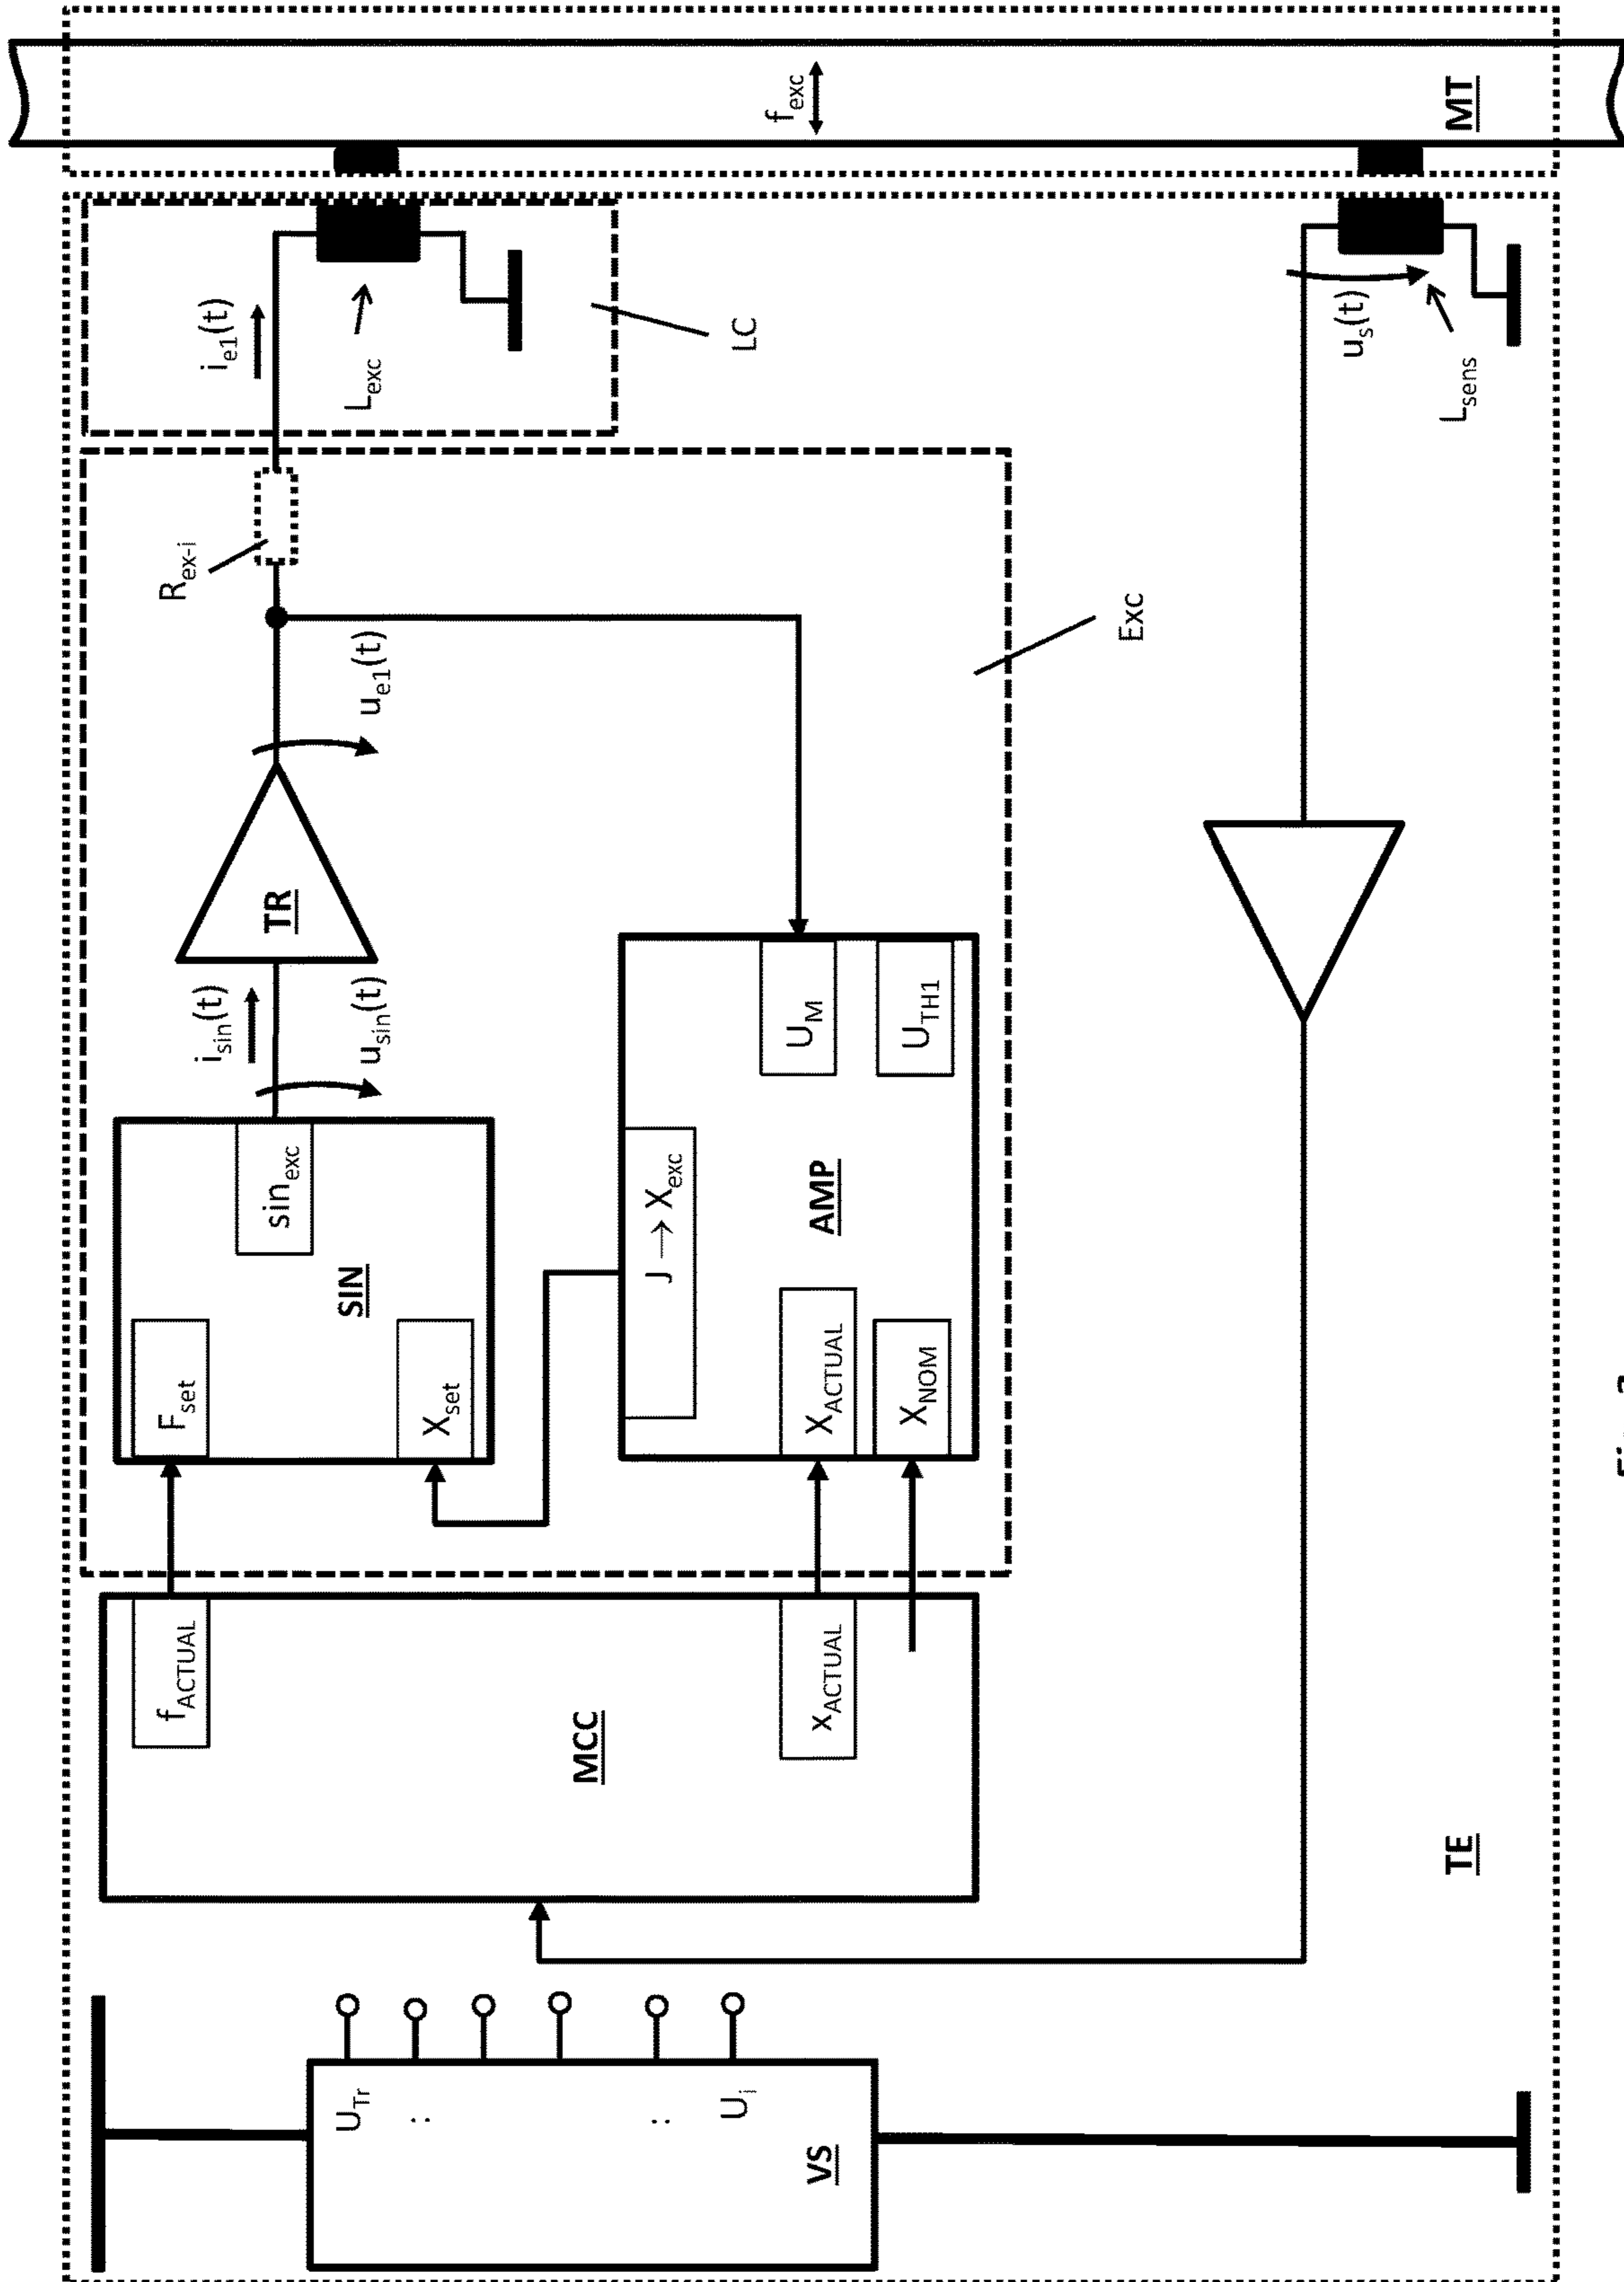 VS
U_Tr
:
:
U_i
TE
MCC
f_ACTUAL
x_ACTUAL
SIN
F_set
X_set
sin_exc
i_sin(t)
u_sin(t)
TR
u_e1(t)
R_ex-i
AMP
J → X_exc
X_ACTUAL
X_NOM
U_M
U_TH1
Exc
i_e1(t)
L_exc
LC
u_s(t)
L_sens
f_exc
MT